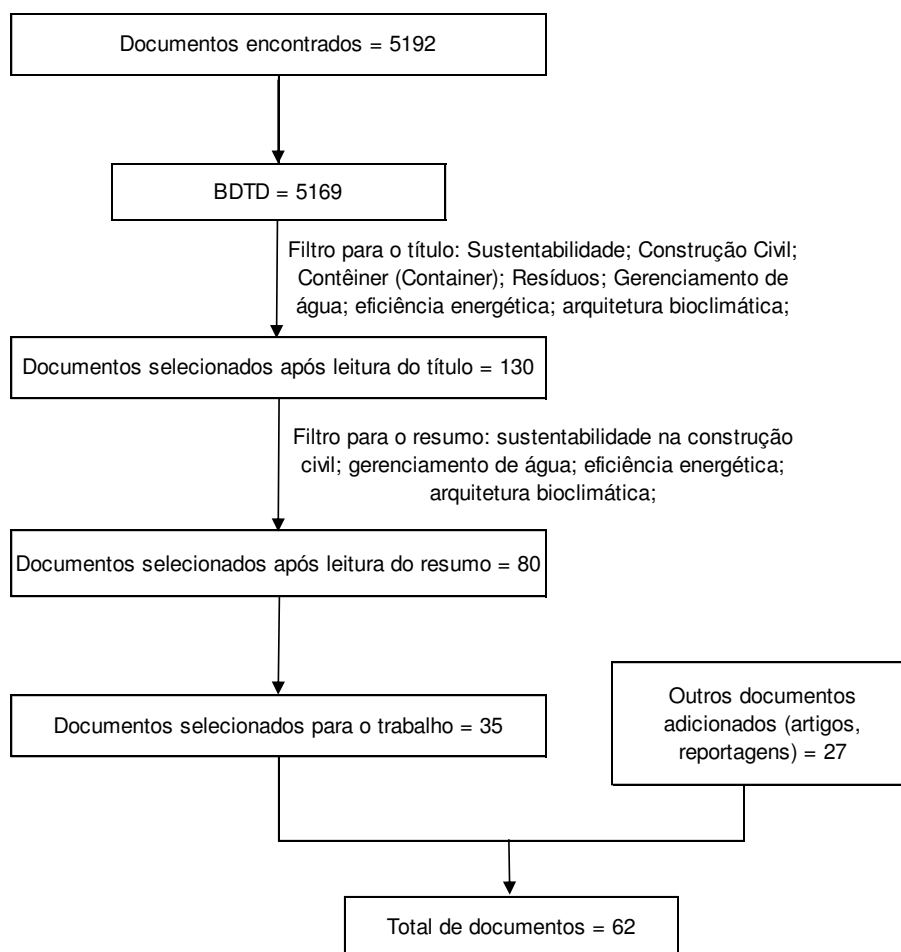 Documentos encontrados = 5192
BDTD = 5169
Filtro para o título: Sustentabilidade; Construção Civil;
Contêiner (Container); Resíduos; Gerenciamento de
água; eficiência energética; arquitetura bioclimática;
Documentos selecionados após leitura do título = 130
Filtro para o resumo: sustentabilidade na construção
civil; gerenciamento de água; eficiência energética;
arquitetura bioclimática;
Documentos selecionados após leitura do resumo = 80
Documentos selecionados para o trabalho = 35
Outros documentos
adicionados (artigos,
reportagens) = 27
Total de documentos = 62